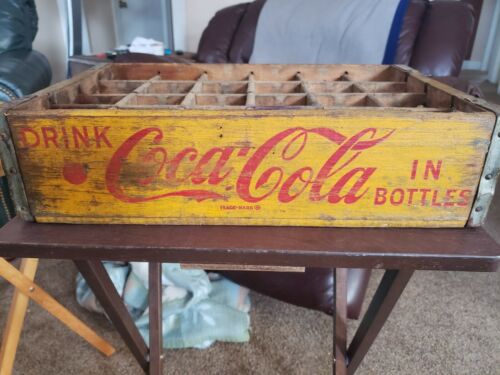 DRINK Coca-Cola IN
BOTTLES
TRADE-MARK ®